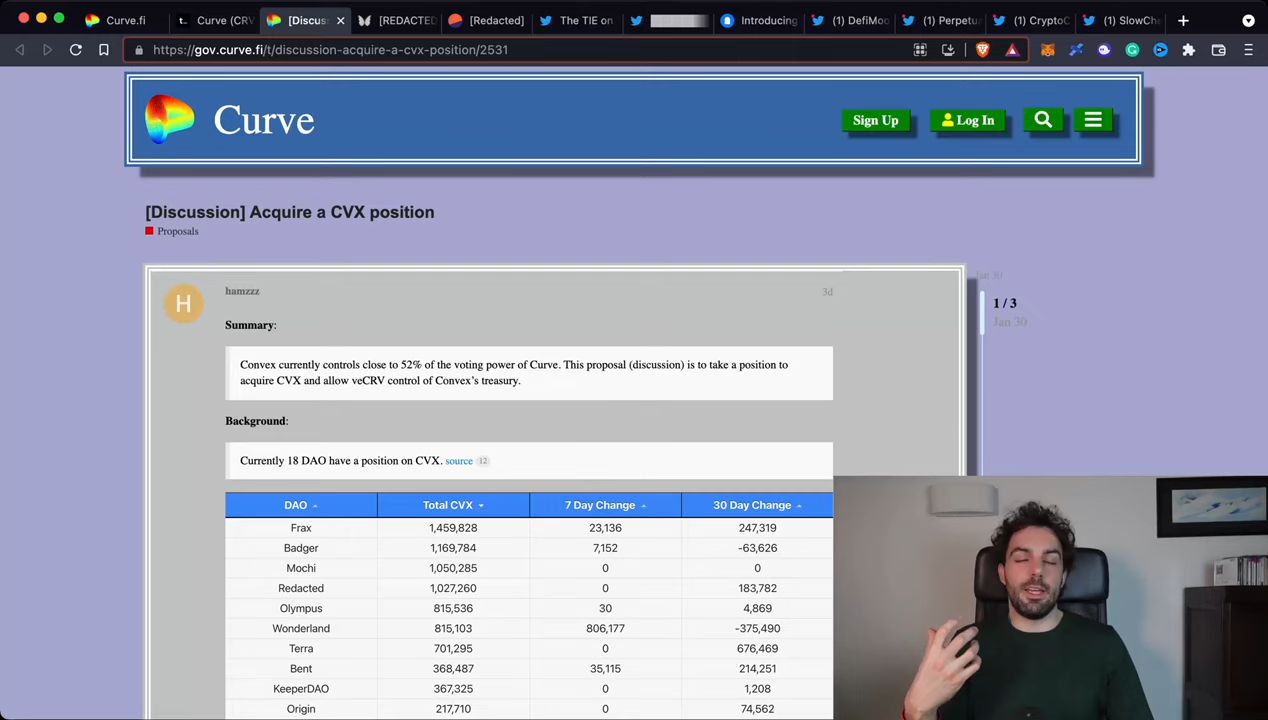 Curve.fi
Curve (CRV
[Discus
[REDACTED
[Redacted]
The TIE on
Introducing
(1) DefiMoo
(1) Perpetu
(1) CryptoC
(1) SlowChe
https://gov.curve.fi/t/discussion-acquire-a-cvx-position/2531
Curve
Sign Up
Log In
[Discussion] Acquire a CVX position
Proposals
Jan 30
hamzzz
3d
1 / 3
Jan 30
Summary:
Convex currently controls close to 52% of the voting power of Curve. This proposal (discussion) is to take a position to
acquire CVX and allow veCRV control of Convex's treasury.
Background:
Currently 18 DAO have a position on CVX. source 12
DAO Total CVX 7 Day Change 30 Day Change
Frax 1,459,828 23,136 247,319
Badger 1,169,784 7,152 -63,626
Mochi 1,050,285 0 0
Redacted 1,027,260 0 183,782
Olympus 815,536 30 4,869
Wonderland 815,103 806,177 -375,490
Terra 701,295 0 676,469
Bent 368,487 35,115 214,251
KeeperDAO 367,325 0 1,208
Origin 217,710 0 74,562